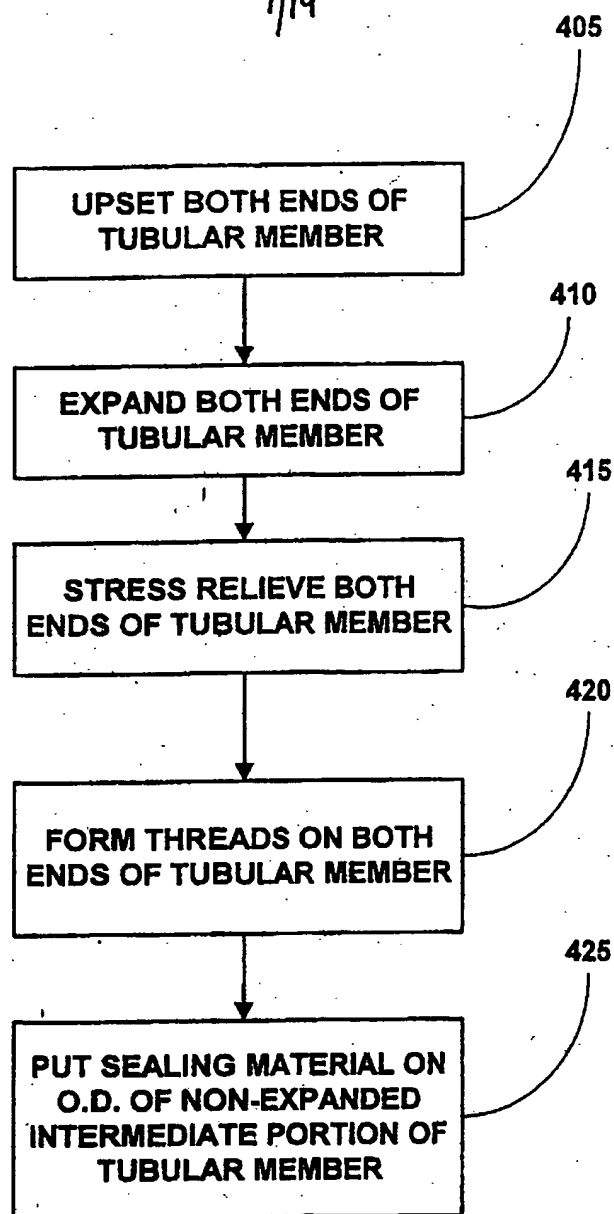 7/19
405
UPSET BOTH ENDS OF
TUBULAR MEMBER
410
EXPAND BOTH ENDS OF
TUBULAR MEMBER
415
STRESS RELIEVE BOTH
ENDS OF TUBULAR MEMBER
420
FORM THREADS ON BOTH
ENDS OF TUBULAR MEMBER
425
PUT SEALING MATERIAL ON
O.D. OF NON-EXPANDED
INTERMEDIATE PORTION OF
TUBULAR MEMBER